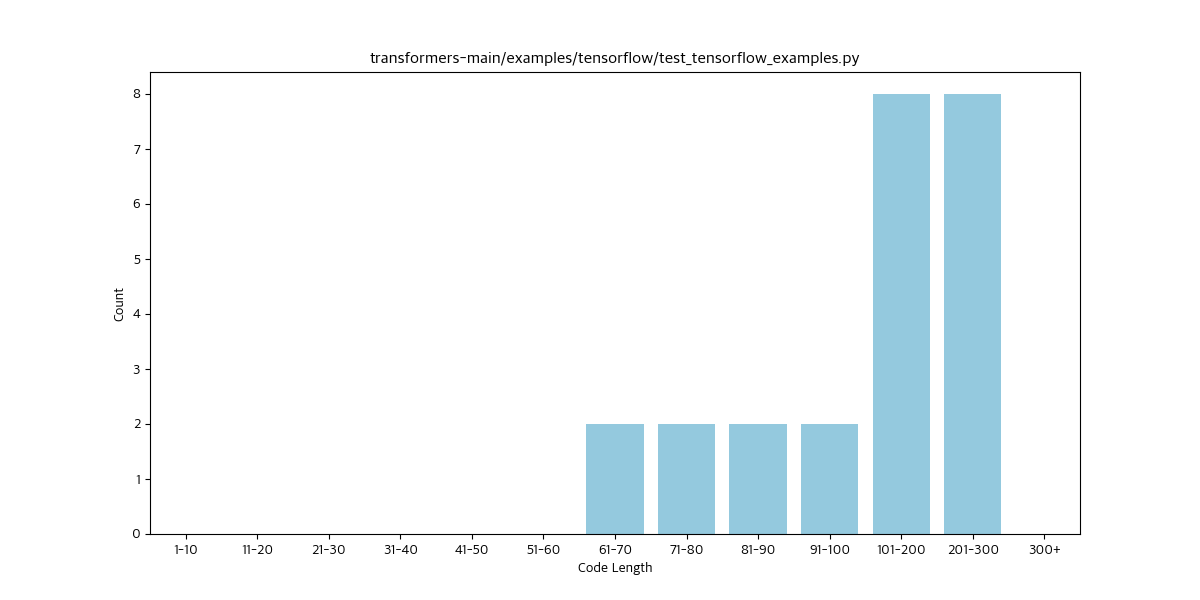 transformers-main/examples/tensorflow/test_tensorflow_examples.py
8
7
6
5
4
3
2
1
0
Count
1-10 11-20 21-30 31-40 41-50 51-60 61-70 71-80 81-90 91-100 101-200 201-300 300+
Code Length